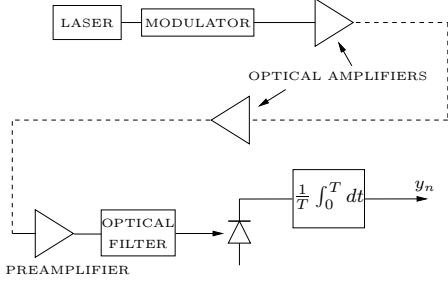 LASER
MODULATOR
OPTICAL AMPLIFIERS
OPTICAL
FILTER
PREAMPLIFIER
$\frac{1}{T} \int_0^T dt$
$y_n$